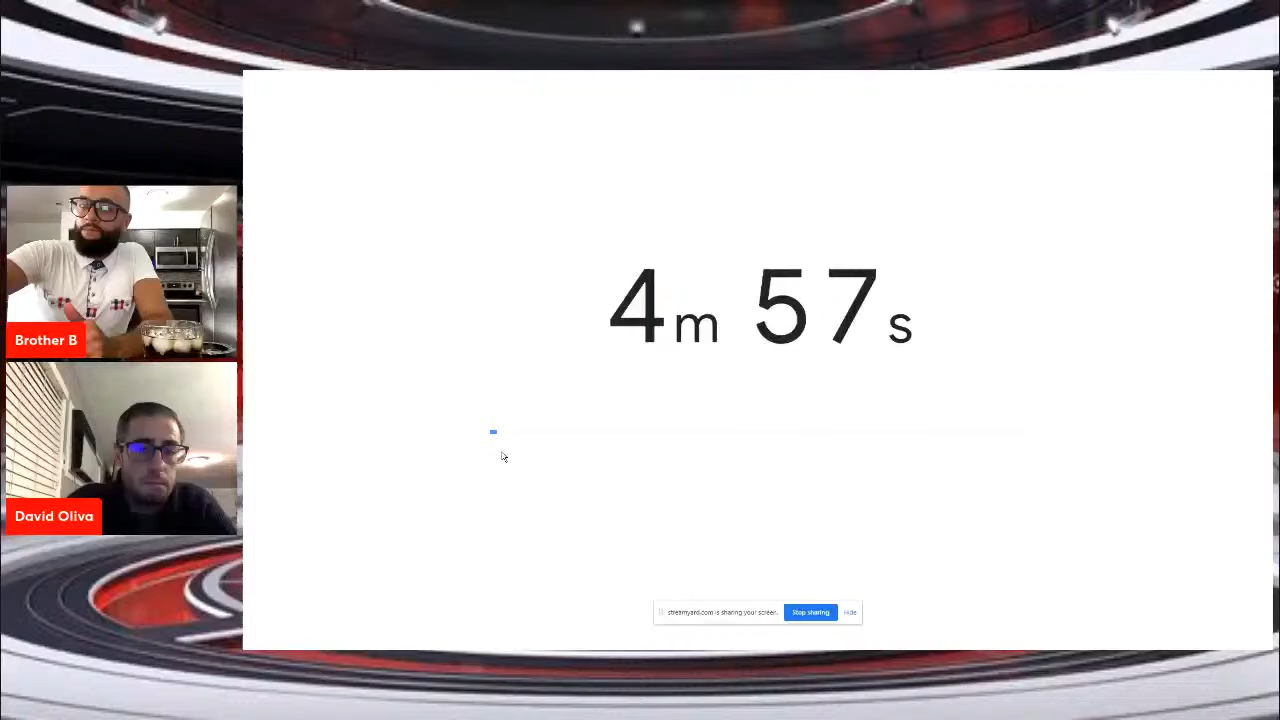 4m 57s
Brother B
David Oliva
streamyard.com is sharing your screen.
Stop sharing
Hide